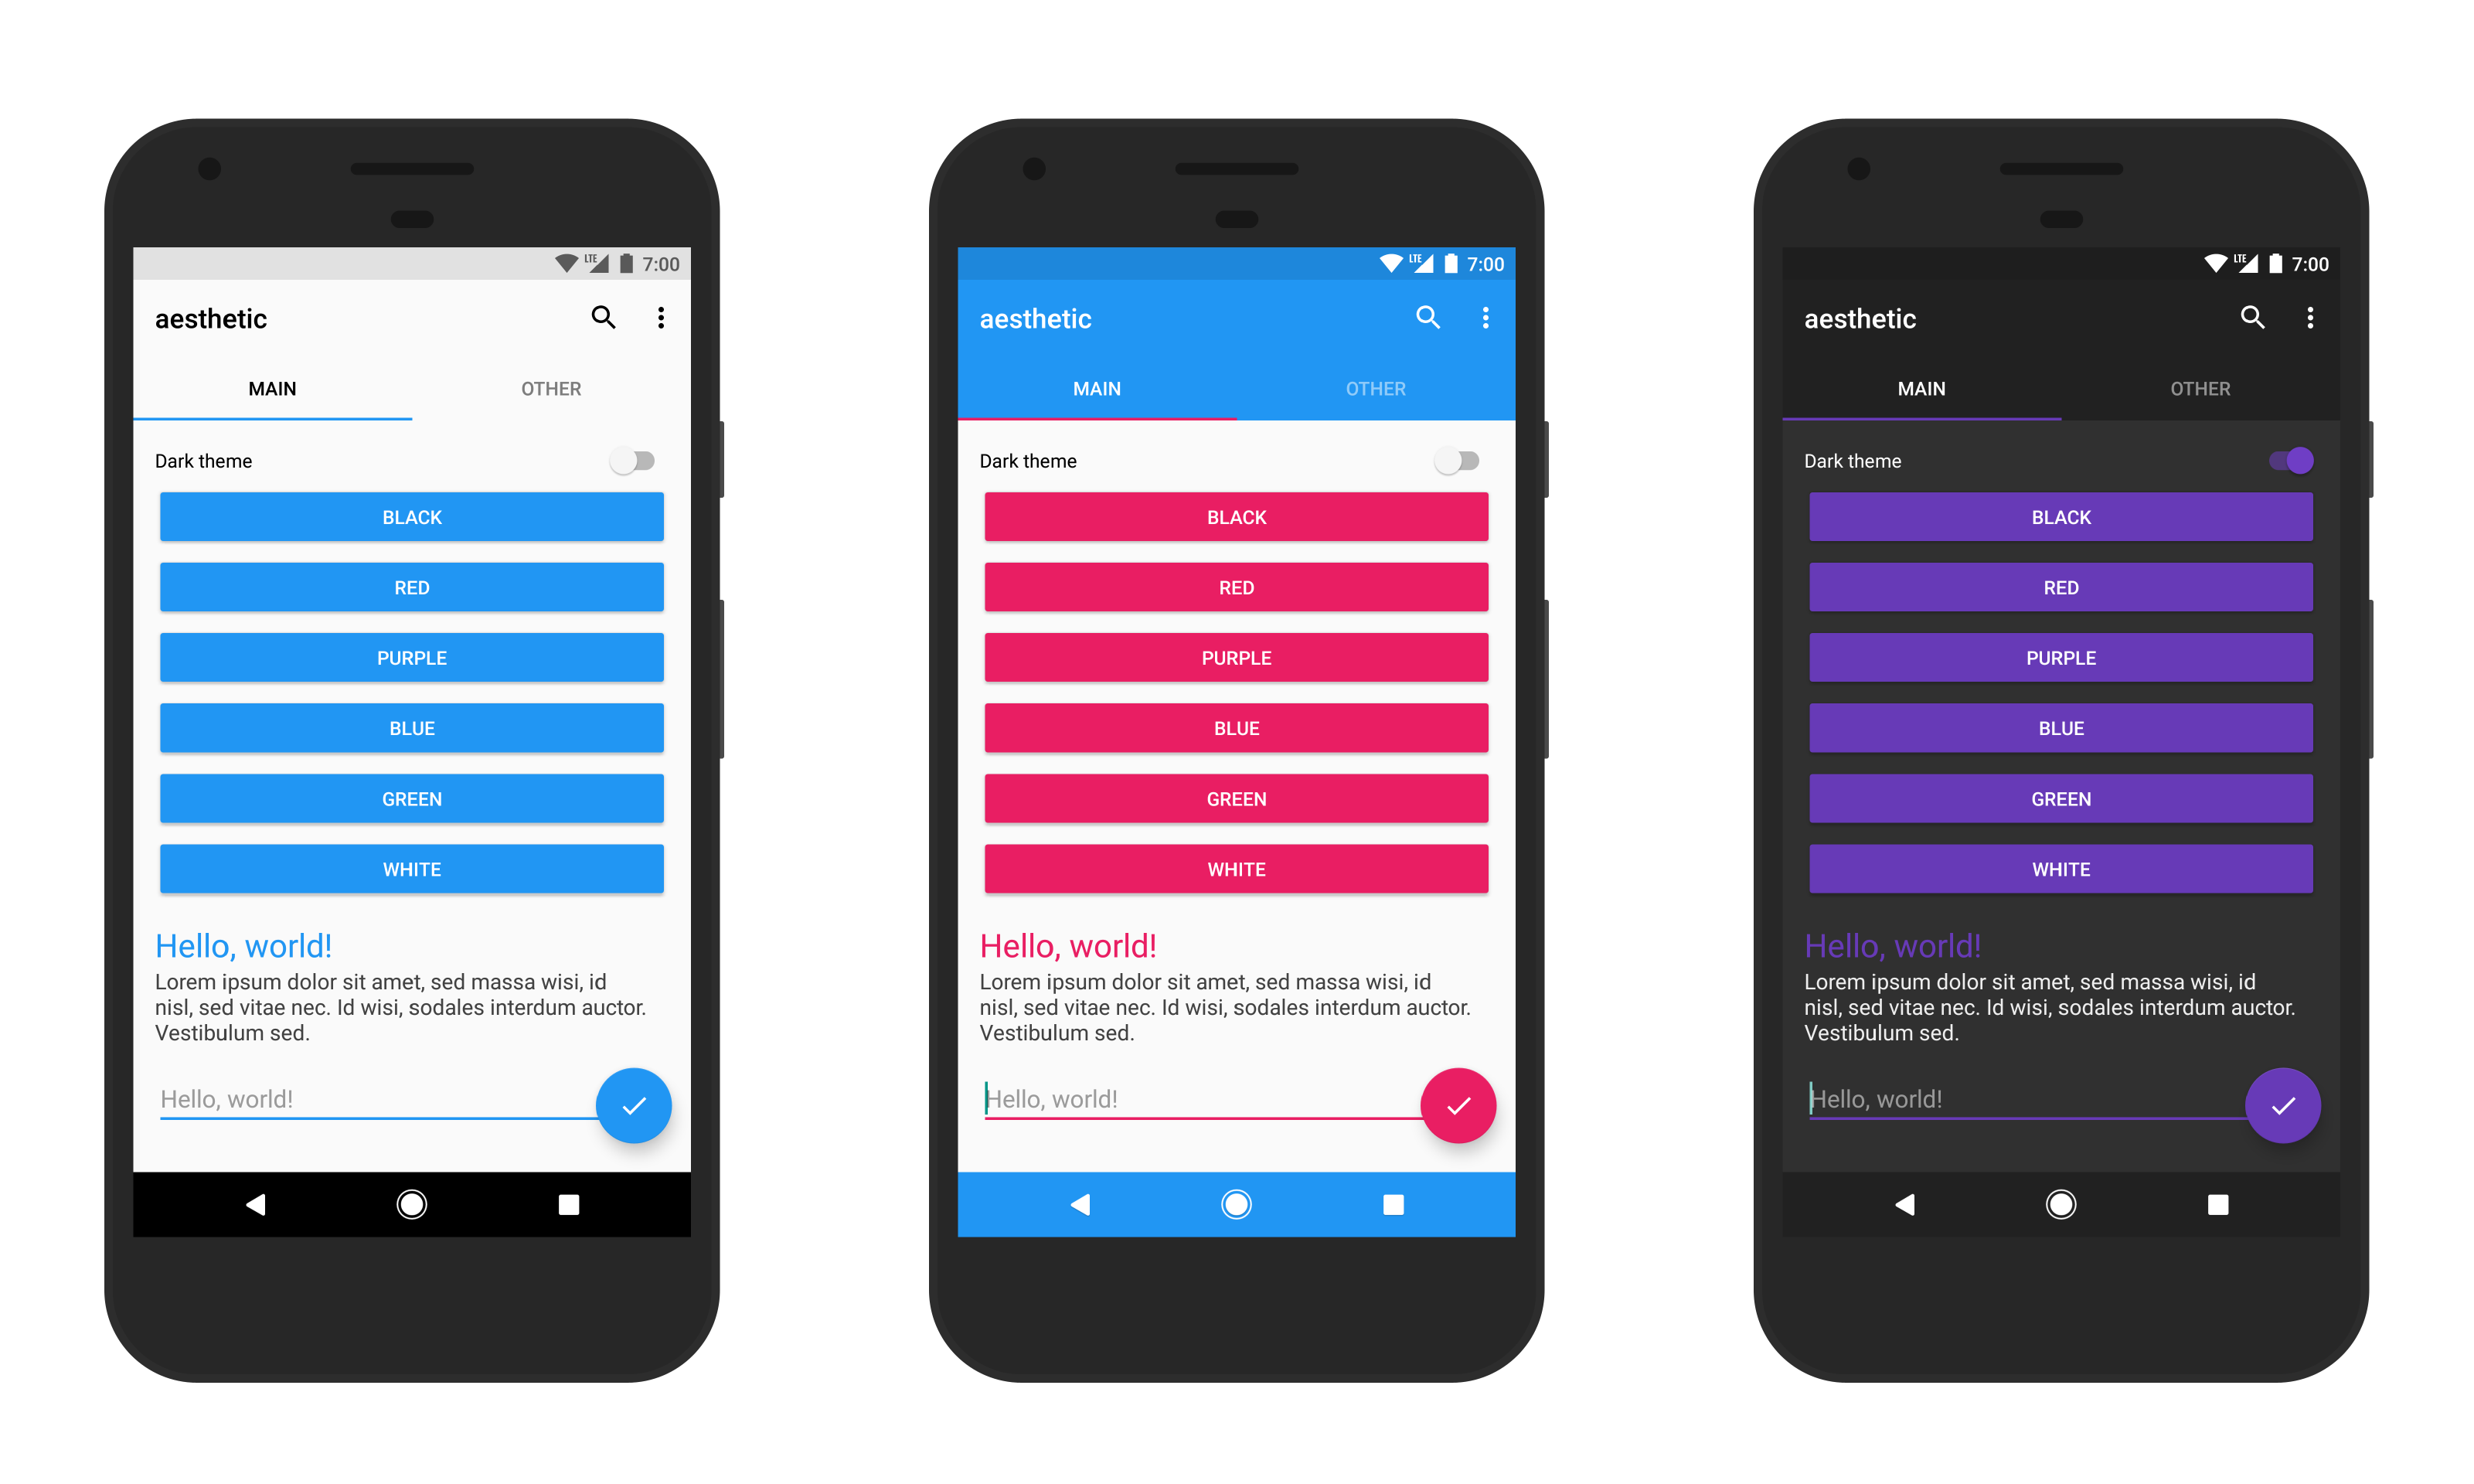 LTE 7:00
aesthetic
MAIN OTHER
Dark theme
BLACK
RED
PURPLE
BLUE
GREEN
WHITE
Hello, world!
Lorem ipsum dolor sit amet, sed massa wisi, id
nisl, sed vitae nec. Id wisi, sodales interdum auctor.
Vestibulum sed.
Hello, world!
LTE 7:00
aesthetic
MAIN OTHER
Dark theme
BLACK
RED
PURPLE
BLUE
GREEN
WHITE
Hello, world!
Lorem ipsum dolor sit amet, sed massa wisi, id
nisl, sed vitae nec. Id wisi, sodales interdum auctor.
Vestibulum sed.
Hello, world!
LTE 7:00
aesthetic
MAIN OTHER
Dark theme
BLACK
RED
PURPLE
BLUE
GREEN
WHITE
Hello, world!
Lorem ipsum dolor sit amet, sed massa wisi, id
nisl, sed vitae nec. Id wisi, sodales interdum auctor.
Vestibulum sed.
Hello, world!